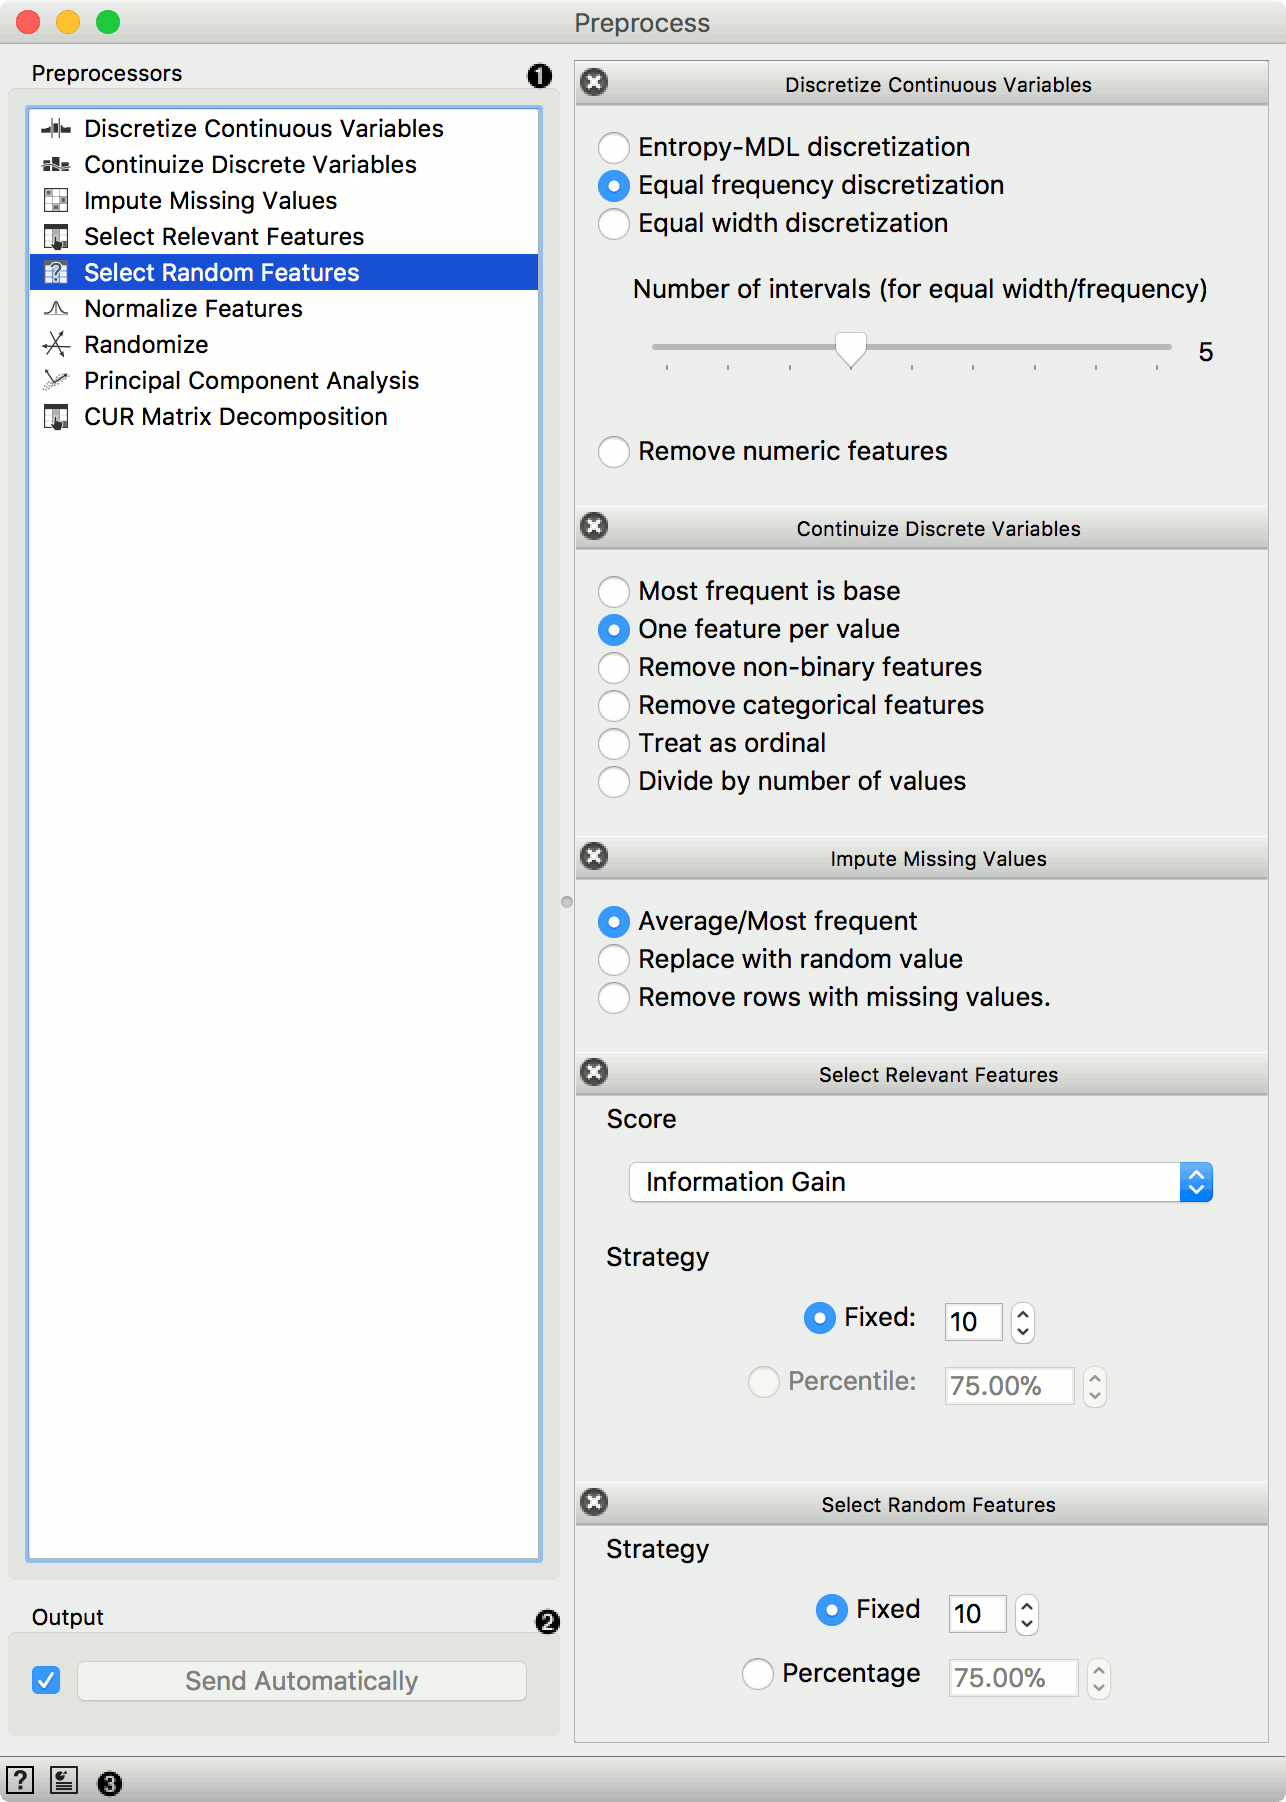 Preprocess
Preprocessors
1
Discretize Continuous Variables
Continuize Discrete Variables
Impute Missing Values
Select Relevant Features
Select Random Features
Normalize Features
Randomize
Principal Component Analysis
CUR Matrix Decomposition
Output
2
Send Automatically
Discretize Continuous Variables
Entropy-MDL discretization
Equal frequency discretization
Equal width discretization
Number of intervals (for equal width/frequency)
5
Remove numeric features
Continuize Discrete Variables
Most frequent is base
One feature per value
Remove non-binary features
Remove categorical features
Treat as ordinal
Divide by number of values
Impute Missing Values
Average/Most frequent
Replace with random value
Remove rows with missing values.
Select Relevant Features
Score
Information Gain
Strategy
Fixed: 10
Percentile: 75.00%
Select Random Features
Strategy
Fixed 10
Percentage 75.00%
? 3